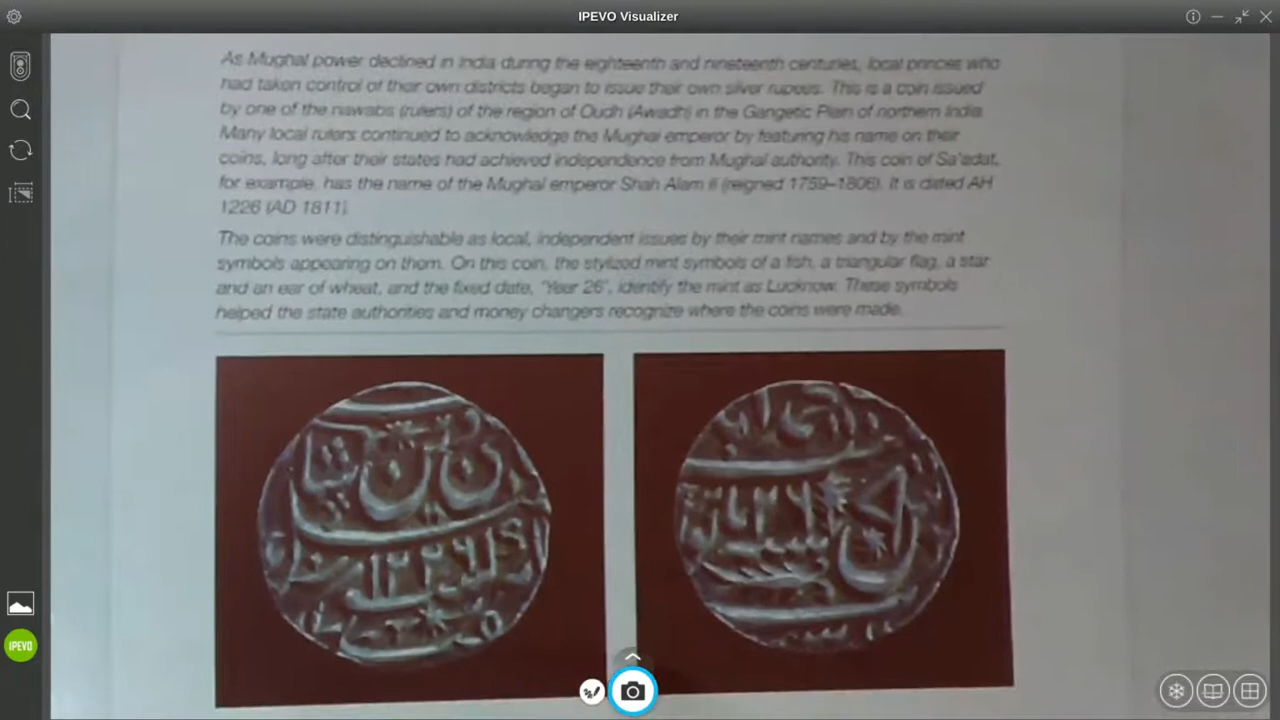 IPEVO Visualizer
As Mughal power declined in India during the eighteenth and nineteenth centuries, local princes who
had taken control of their own districts began to issue their own silver rupees. This is a coin issued
by one of the nawabs (rulers) of the region of Oudh (Awadh) in the Gangetic Plain of northern India.
Many local rulers continued to acknowledge the Mughal emperor by featuring his name on their
coins, long after their states had achieved independence from Mughal authority. This coin of Sa'adat,
for example, has the name of the Mughal emperor Shah Alam II (reigned 1759–1806). It is dated AH
1226 (AD 1811).
The coins were distinguishable as local, independent issues by their mint names and by the mint
symbols appearing on them. On this coin, the stylized mint symbols of a fish, a triangular flag, a star
and an ear of wheat, and the fixed date, "Year 26", identify the mint as Lucknow. These symbols
helped the state authorities and money changers recognize where the coins were made.
١٢٢٦
٢٦
IPEVO